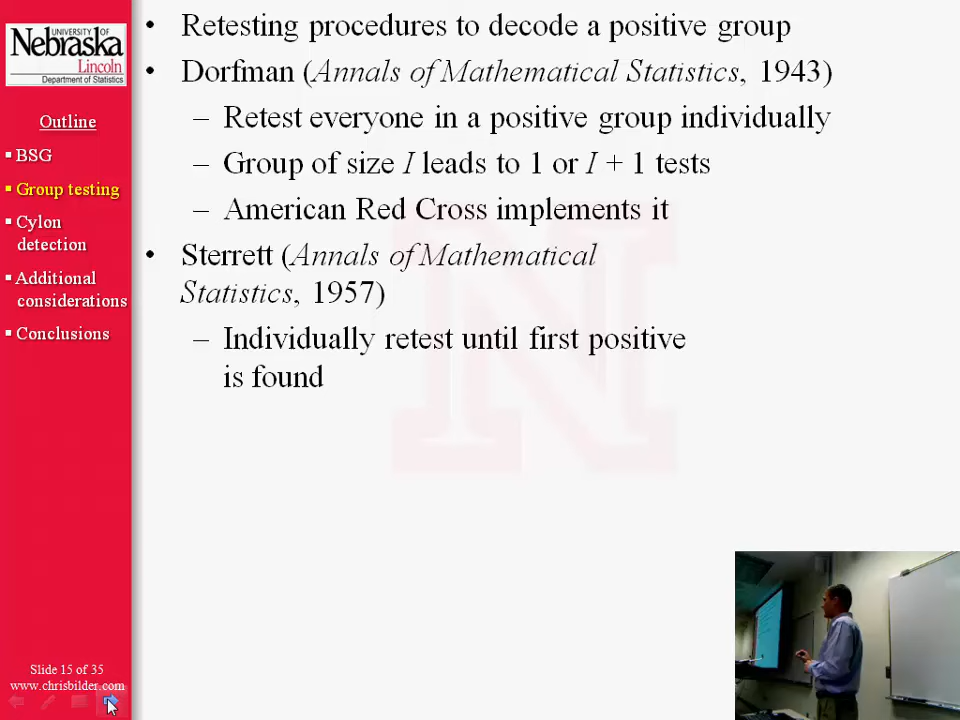 UNIVERSITY OF
Nebraska
Lincoln
Department of Statistics
Outline
▪ BSG
▪ Group testing
▪ Cylon
detection
▪ Additional
considerations
▪ Conclusions
Slide 15 of 35
www.chrisbilder.com
• Retesting procedures to decode a positive group
• Dorfman (Annals of Mathematical Statistics, 1943)
– Retest everyone in a positive group individually
– Group of size I leads to 1 or I + 1 tests
– American Red Cross implements it
• Sterrett (Annals of Mathematical
Statistics, 1957)
– Individually retest until first positive
is found
N